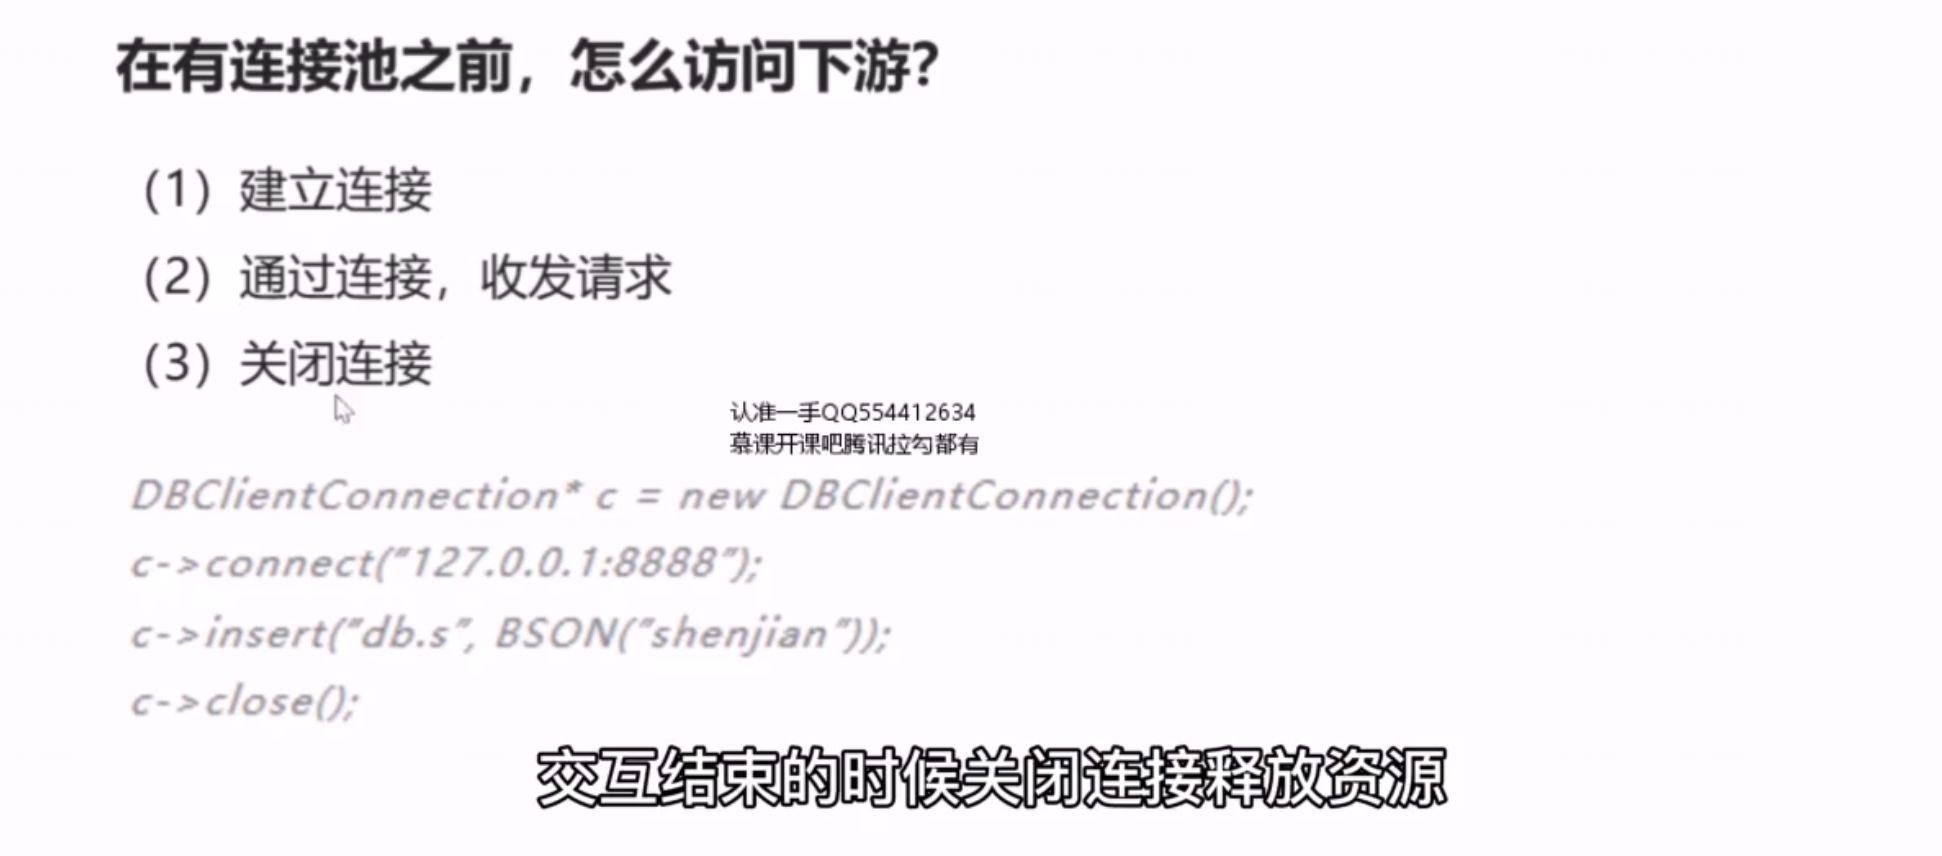 在有连接池之前，怎么访问下游？
（1）建立连接
（2）通过连接，收发请求
（3）关闭连接
认准一手QQ554412634
慕课开课吧腾讯拉勾都有
DBClientConnection* c = new DBClientConnection();
c->connect("127.0.0.1:8888");
c->insert("db.s", BSON("shenjian"));
c->close();
交互结束的时候关闭连接释放资源